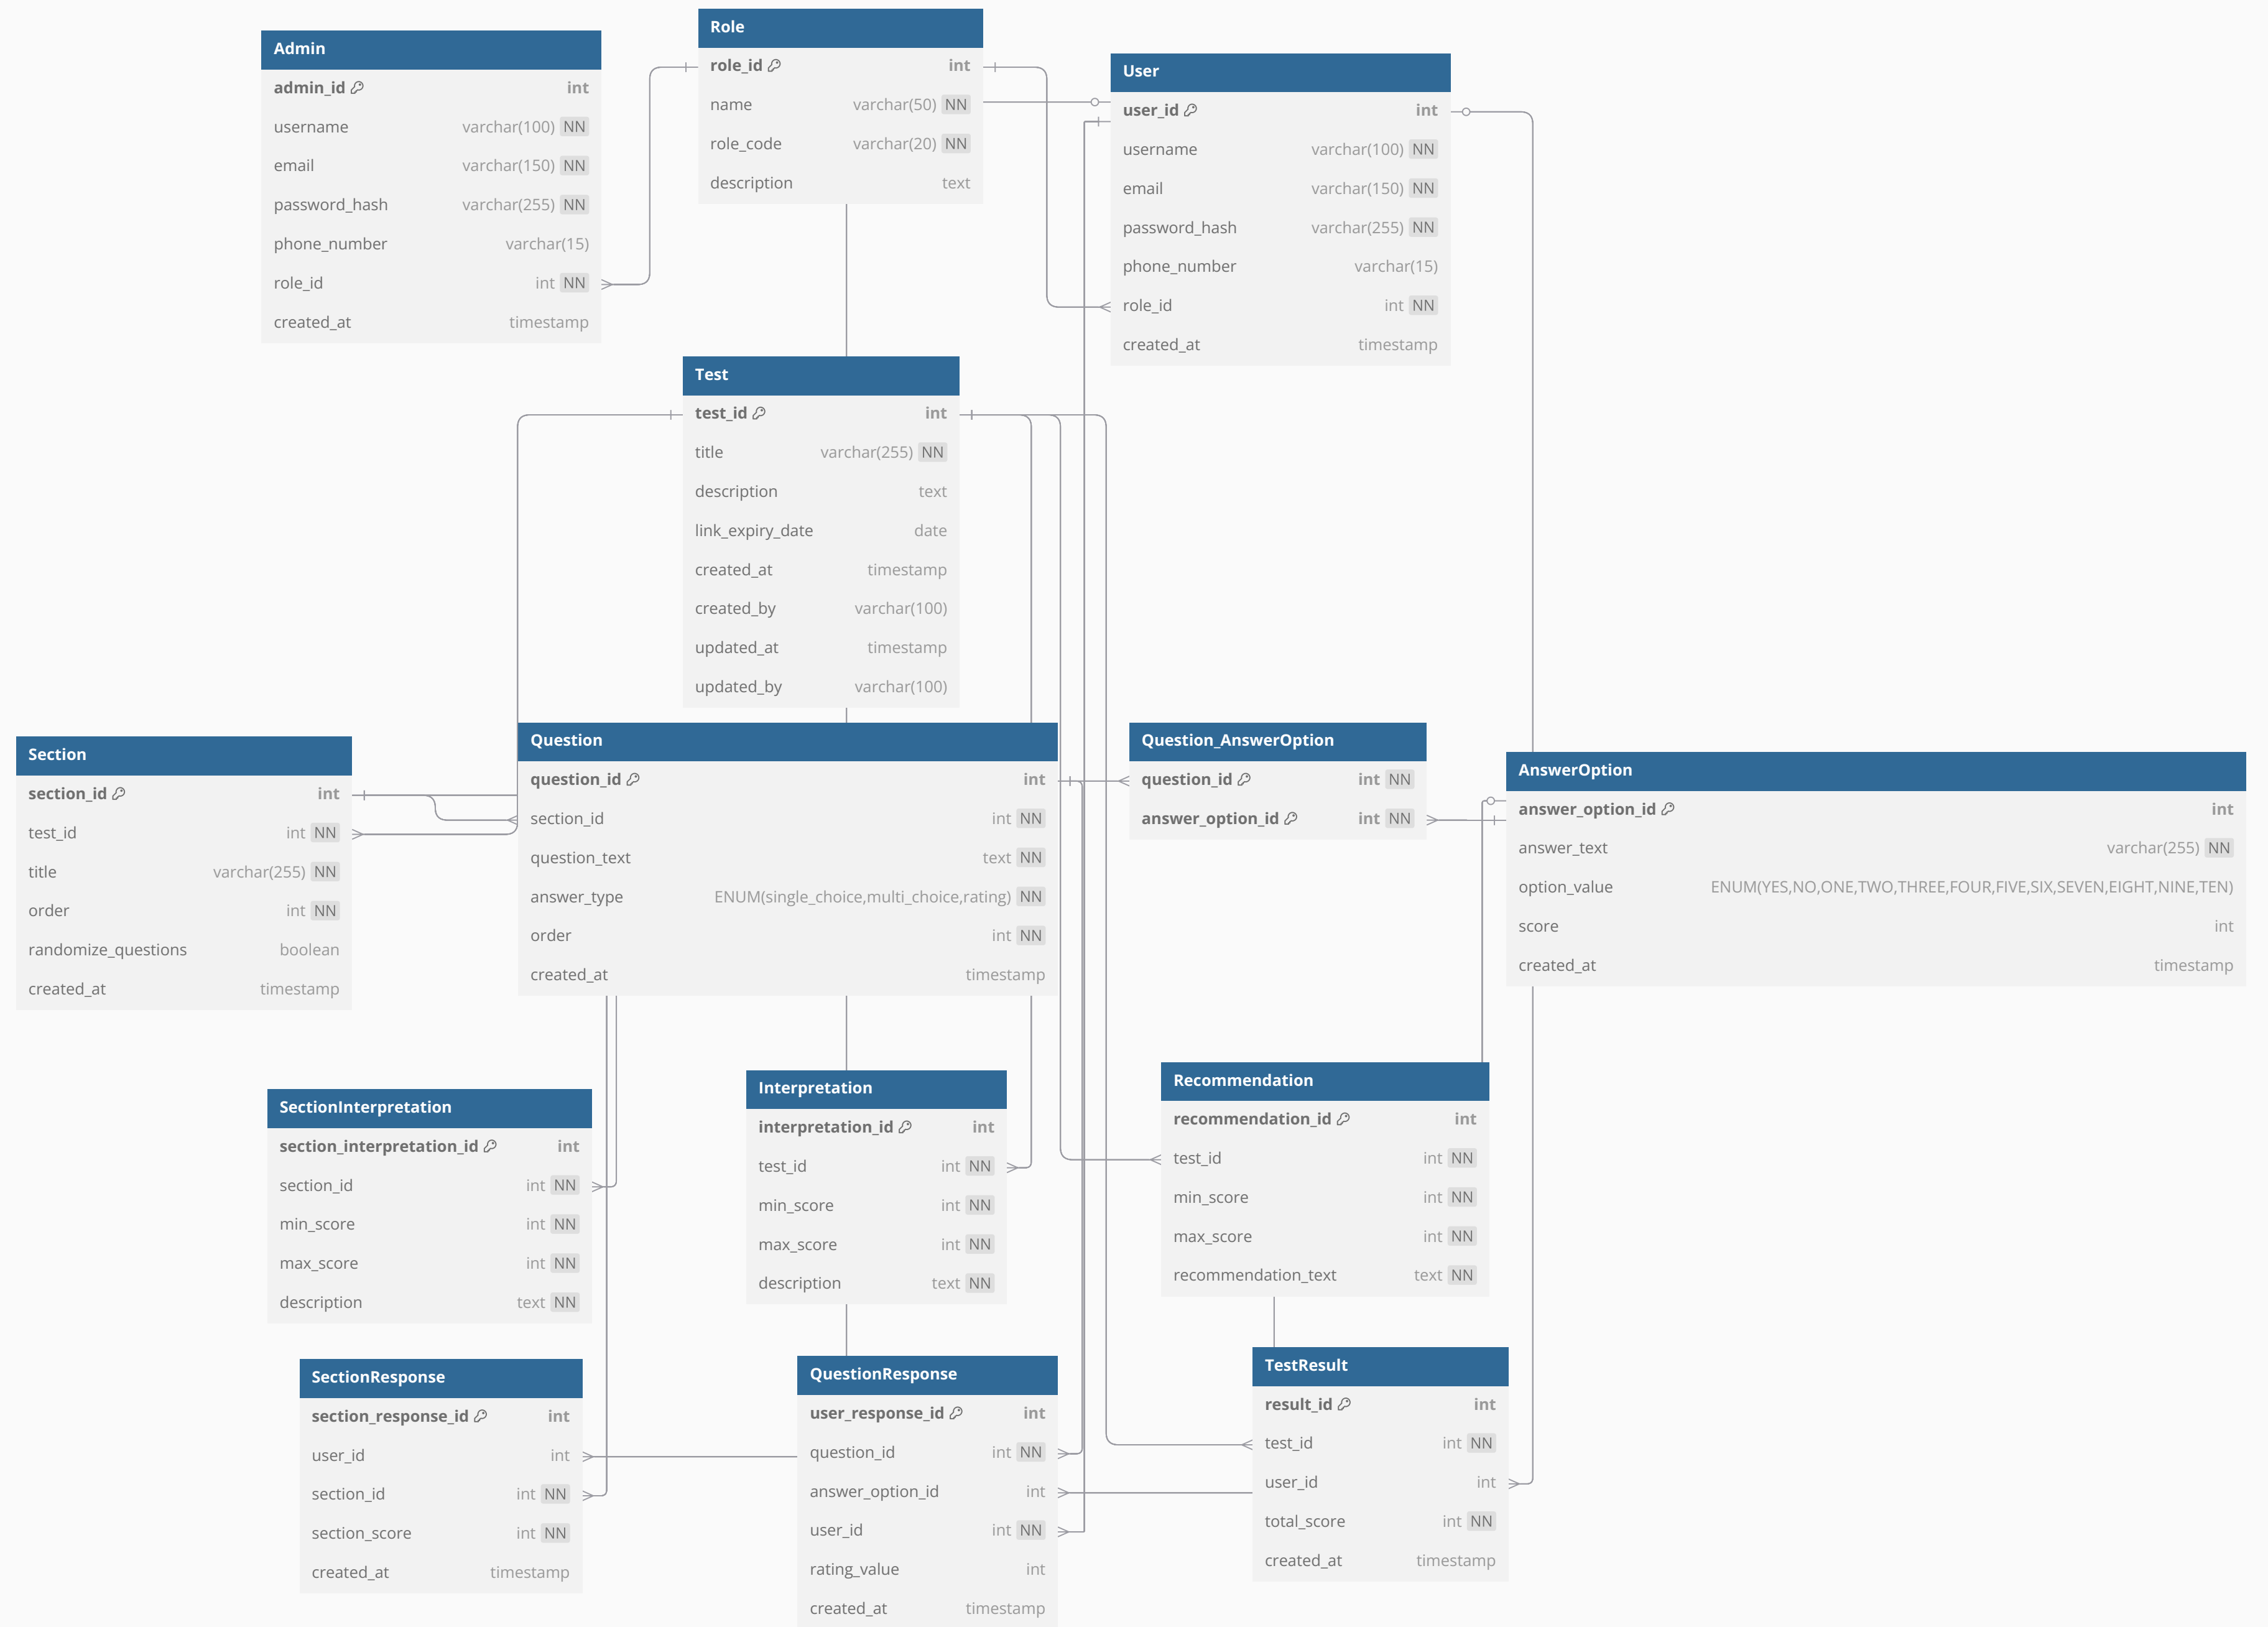 Admin
admin_id int
username varchar(100) NN
email varchar(150) NN
password_hash varchar(255) NN
phone_number varchar(15)
role_id int NN
created_at timestamp
Role
role_id int
name varchar(50) NN
role_code varchar(20) NN
description text
User
user_id int
username varchar(100) NN
email varchar(150) NN
password_hash varchar(255) NN
phone_number varchar(15)
role_id int NN
created_at timestamp
Test
test_id int
title varchar(255) NN
description text
link_expiry_date date
created_at timestamp
created_by varchar(100)
updated_at timestamp
updated_by varchar(100)
Section
section_id int
test_id int NN
title varchar(255) NN
order int NN
randomize_questions boolean
created_at timestamp
Question
question_id int
section_id int NN
question_text text NN
answer_type ENUM(single_choice,multi_choice,rating) NN
order int NN
created_at timestamp
Question_AnswerOption
question_id int NN
answer_option_id int NN
AnswerOption
answer_option_id int
answer_text varchar(255) NN
option_value ENUM(YES,NO,ONE,TWO,THREE,FOUR,FIVE,SIX,SEVEN,EIGHT,NINE,TEN)
score int
created_at timestamp
SectionInterpretation
section_interpretation_id int
section_id int NN
min_score int NN
max_score int NN
description text NN
Interpretation
interpretation_id int
test_id int NN
min_score int NN
max_score int NN
description text NN
Recommendation
recommendation_id int
test_id int NN
min_score int NN
max_score int NN
recommendation_text text NN
SectionResponse
section_response_id int
user_id int
section_id int NN
section_score int NN
created_at timestamp
QuestionResponse
user_response_id int
question_id int NN
answer_option_id int
user_id int NN
rating_value int
created_at timestamp
TestResult
result_id int
test_id int NN
user_id int
total_score int NN
created_at timestamp